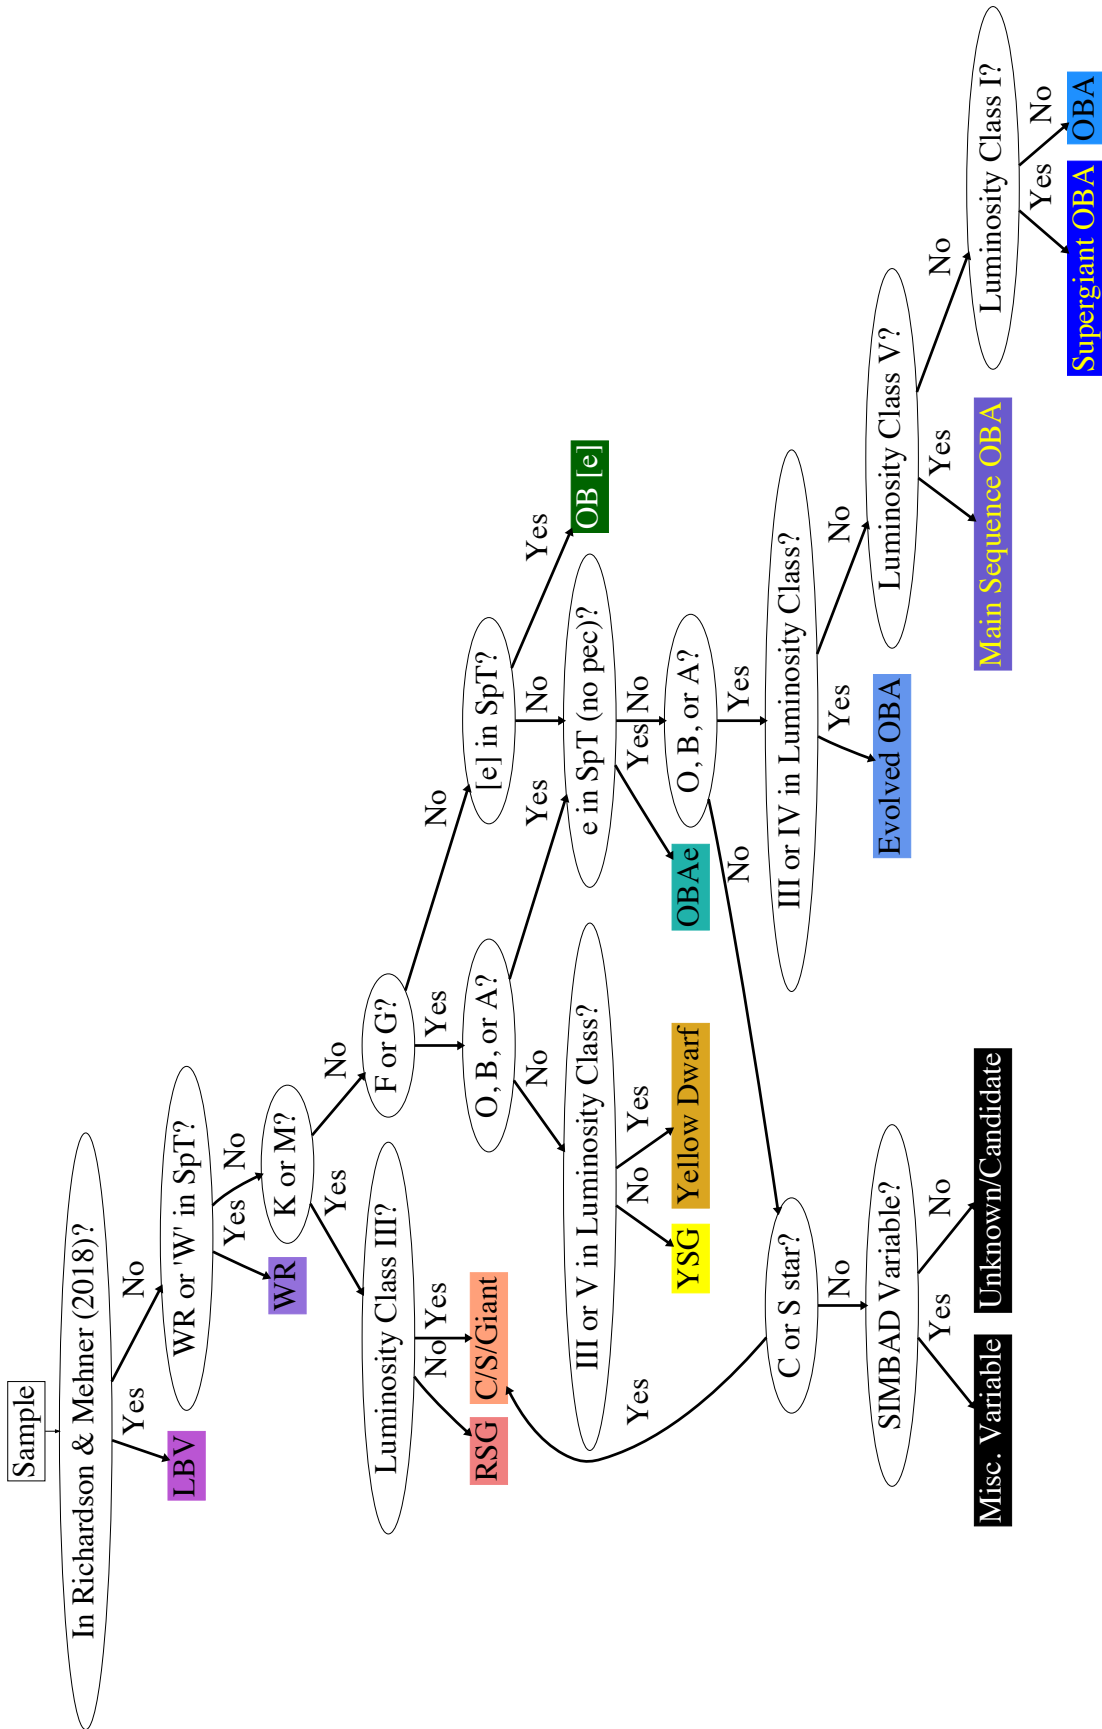 Sample
In Richardson & Mehner (2018)?
Yes
No
LBV
WR or 'W' in SpT?
Yes
No
WR
K or M?
Yes
No
Luminosity Class III?
F or G?
No
Yes
Yes
No
RSG
C/S/Giant
O, B, or A?
[e] in SpT?
No
Yes
No
Yes
III or V in Luminosity Class?
e in SpT (no pec)?
OB [e]
Yes
No
Yes
Yes
No
YSG
Yellow Dwarf
OBAe
O, B, or A?
No
Yes
C or S star?
III or IV in Luminosity Class?
No
Yes
No
SIMBAD Variable?
Evolved OBA
Luminosity Class V?
Yes
No
Yes
No
Misc. Variable
Unknown/Candidate
Main Sequence OBA
Luminosity Class I?
Yes
No
Supergiant OBA
OBA